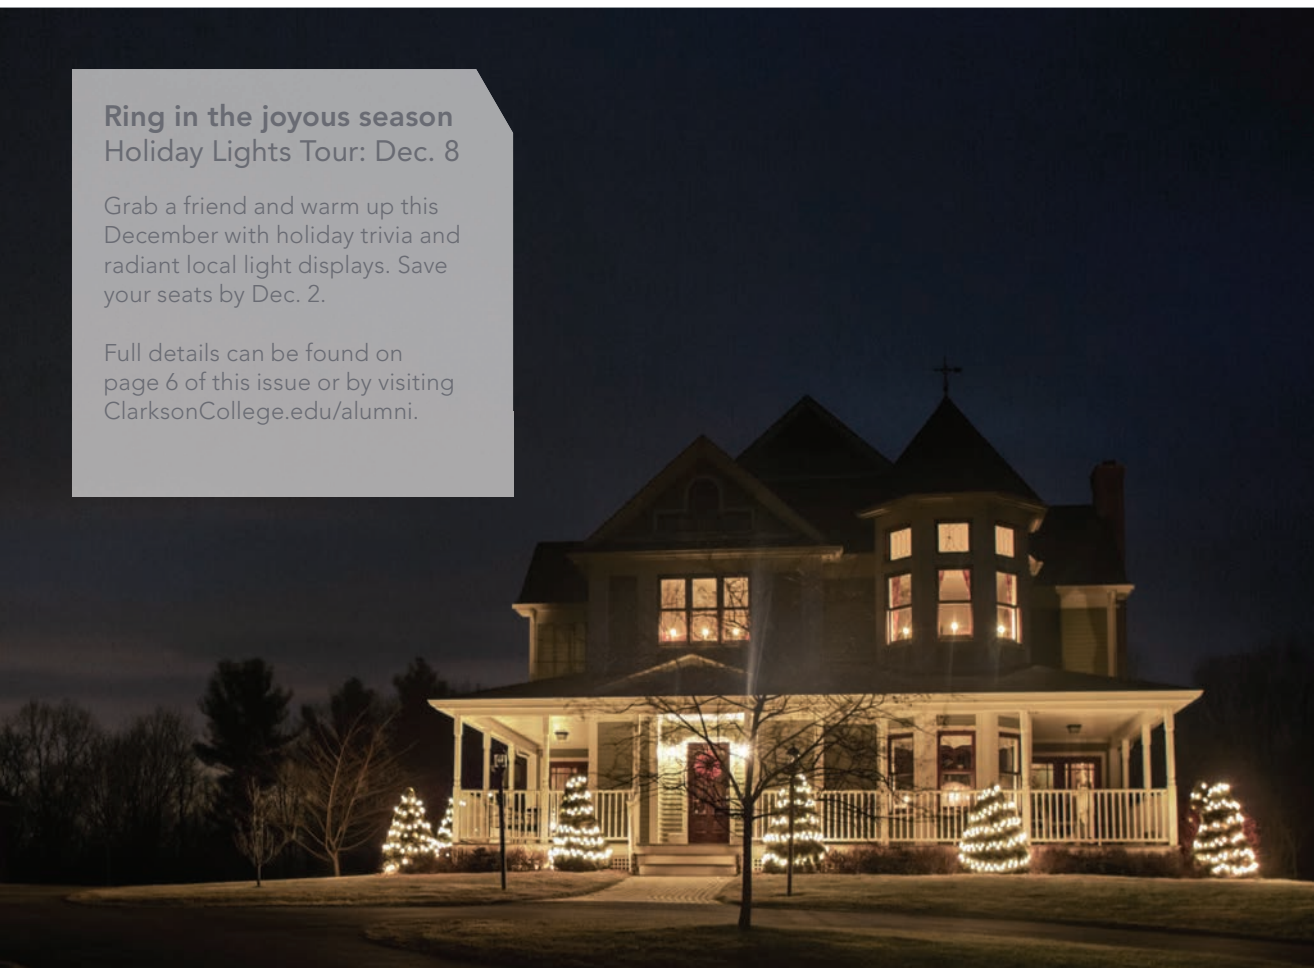 Ring in the joyous season
Holiday Lights Tour: Dec. 8
Grab a friend and warm up this
December with holiday trivia and
radiant local light displays. Save
your seats by Dec. 2.
Full details can be found on
page 6 of this issue or by visiting
ClarksonCollege.edu/alumni.